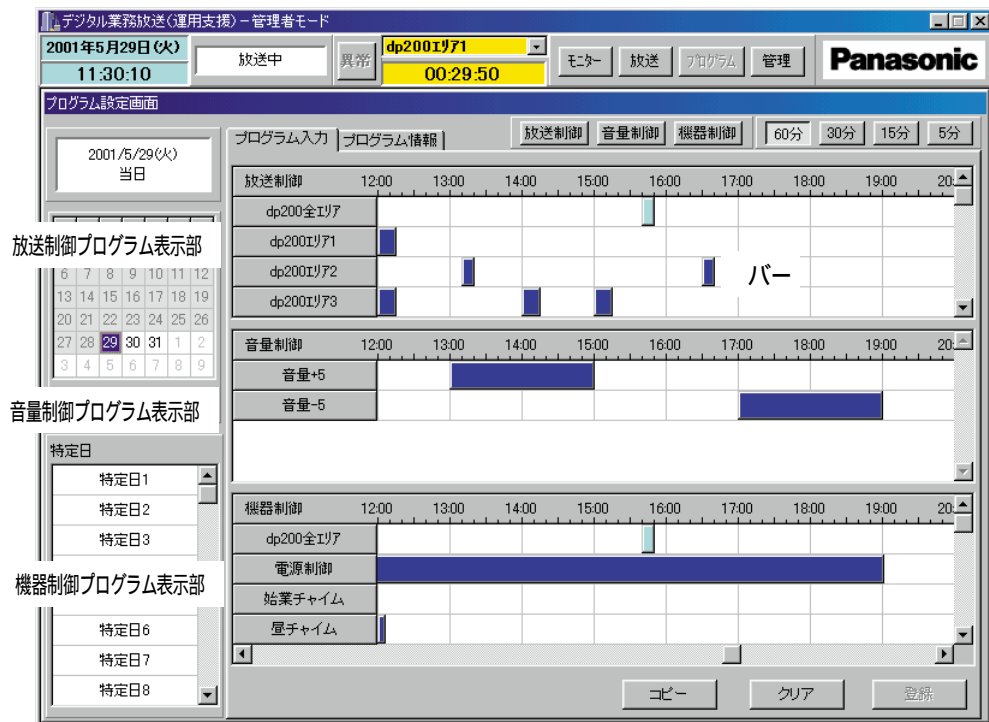 デジタル業務放送(運用支援) - 管理者モード
2001年5月29日(火)
11:30:10
放送中
異常
dp200エリア1
00:29:50
モニター
放送
プログラム
管理
Panasonic
プログラム設定画面
2001/5/29(火)
当日
プログラム入力
プログラム情報
放送制御
音量制御
機器制御
60分
30分
15分
5分
放送制御プログラム表示部
6 7 8 9 10 11 12
13 14 15 16 17 18 19
20 21 22 23 24 25 26
27 28 29 30 31 1 2
3 4 5 6 7 8 9
音量制御プログラム表示部
特定日
特定日1
特定日2
特定日3
機器制御プログラム表示部
特定日6
特定日7
特定日8
放送制御 12:00 13:00 14:00 15:00 16:00 17:00 18:00 19:00 20:
dp200全エリア
dp200エリア1
dp200エリア2
バー
dp200エリア3
音量制御 12:00 13:00 14:00 15:00 16:00 17:00 18:00 19:00 20:
音量+5
音量-5
機器制御 12:00 13:00 14:00 15:00 16:00 17:00 18:00 19:00 20:
dp200全エリア
電源制御
始業チャイム
昼チャイム
コピー
クリア
登録